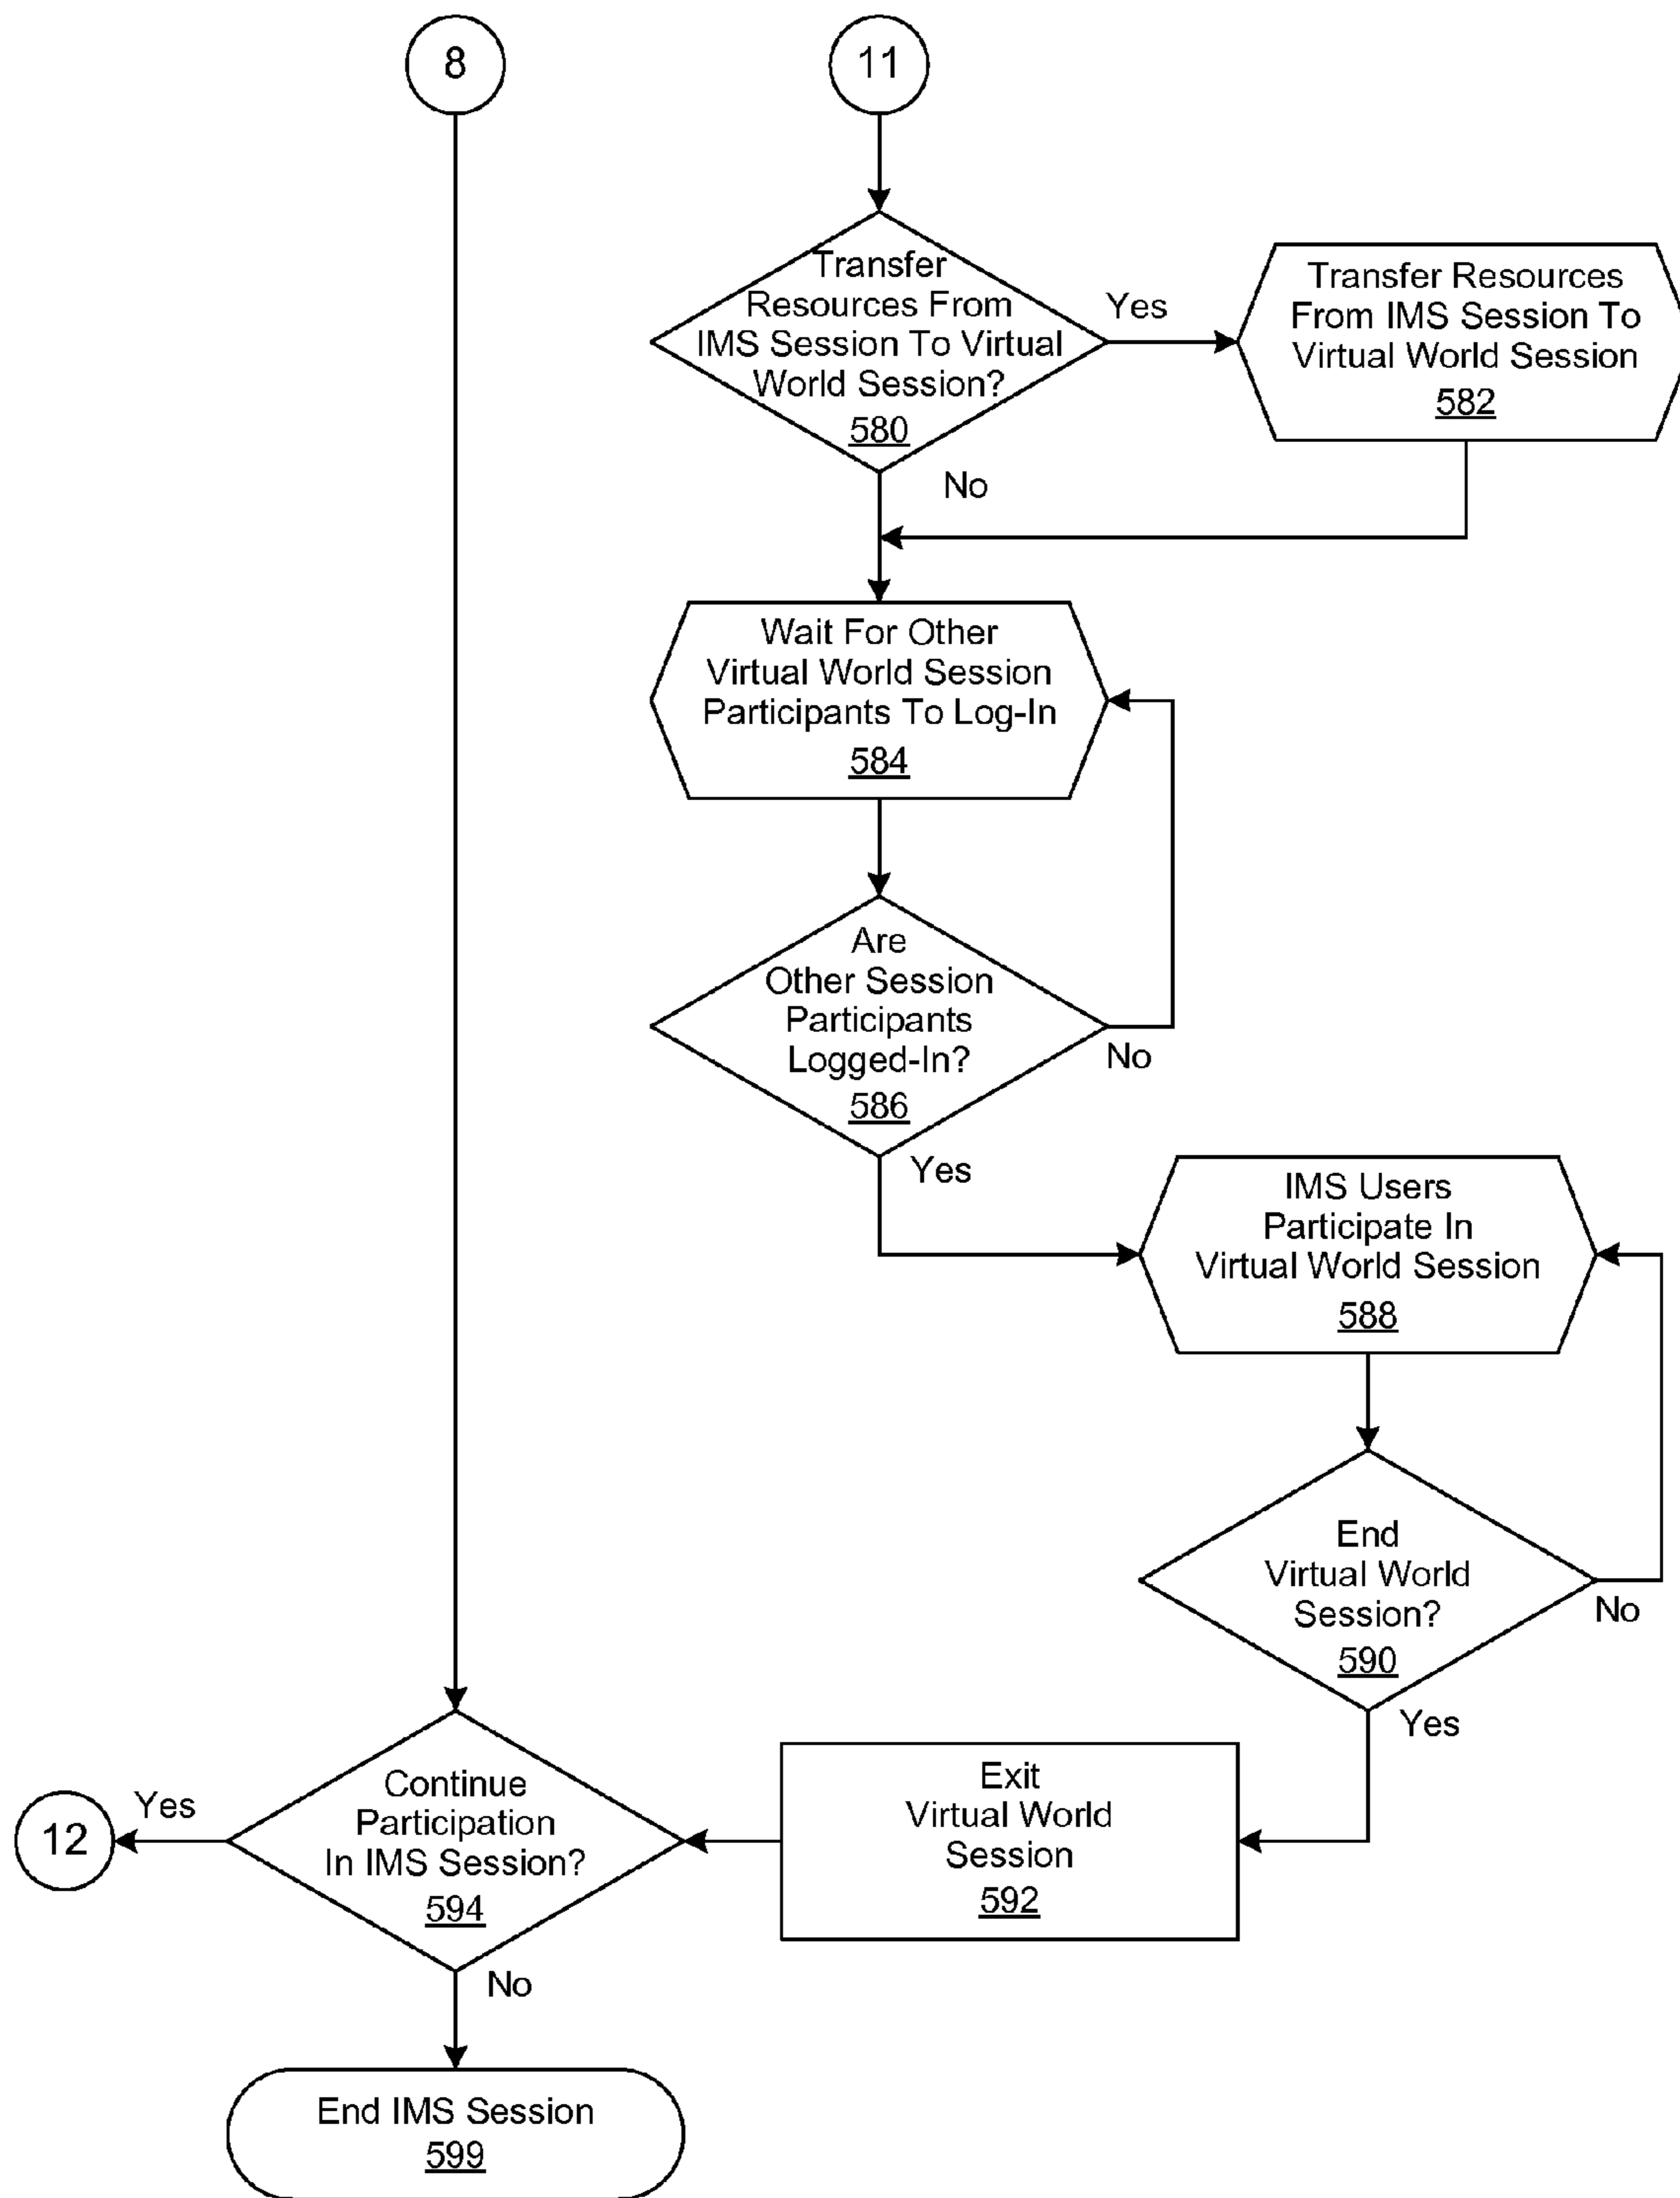 8
11
Transfer
Resources From
IMS Session To Virtual
World Session?
580
Yes
No
Transfer Resources
From IMS Session To
Virtual World Session
582
Wait For Other
Virtual World Session
Participants To Log-In
584
Are
Other Session
Participants
Logged-In?
586
No
Yes
IMS Users
Participate In
Virtual World Session
588
End
Virtual World
Session?
590
No
Yes
Exit
Virtual World
Session
592
Continue
Participation
In IMS Session?
594
Yes
12
No
End IMS Session
599